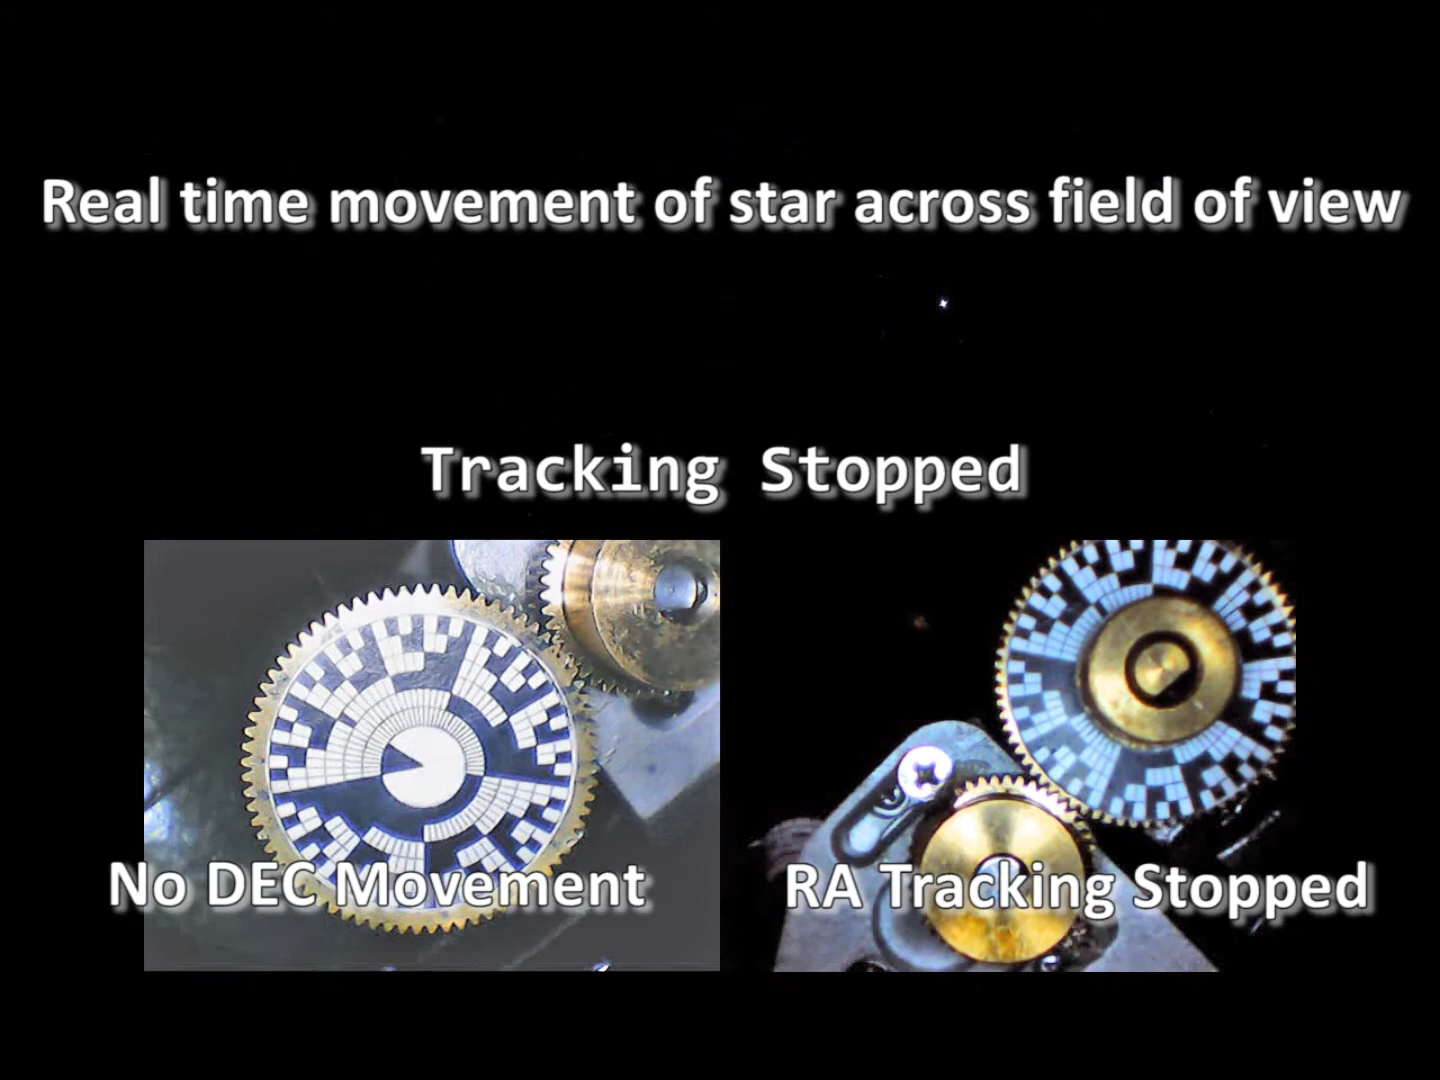 Real time movement of star across field of view
Tracking Stopped
No DEC Movement
RA Tracking Stopped